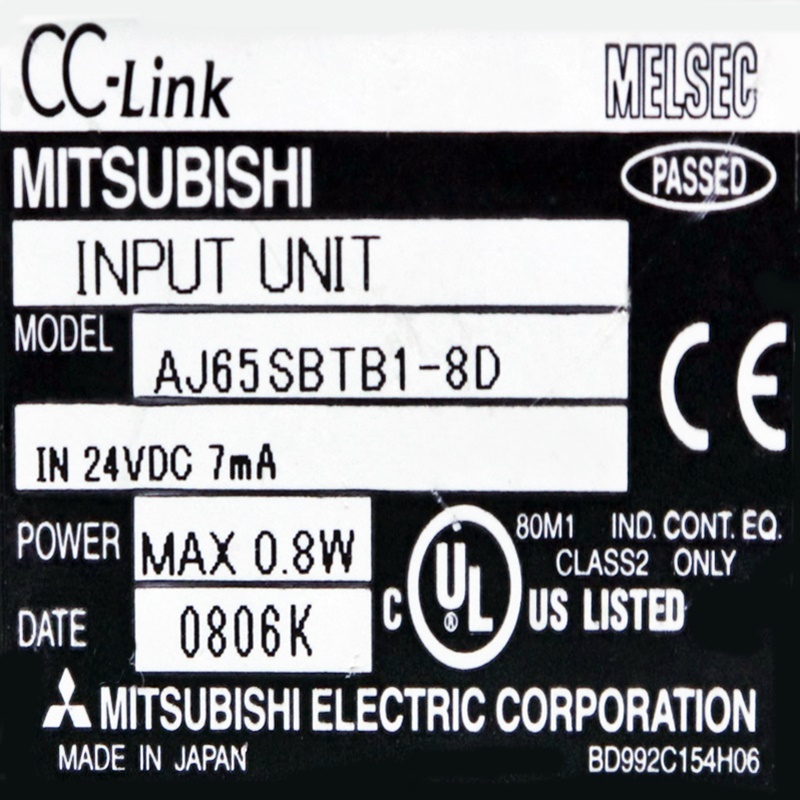 CC-Link MELSEC
MITSUBISHI PASSED
INPUT UNIT
MODEL AJ65SBTB1-8D
CE
IN 24VDC 7mA
POWER MAX 0.8W
80M1 IND. CONT. EQ.
CLASS2 ONLY
C UL® US LISTED
DATE 0806K
MITSUBISHI ELECTRIC CORPORATION
MADE IN JAPAN BD992C154H06